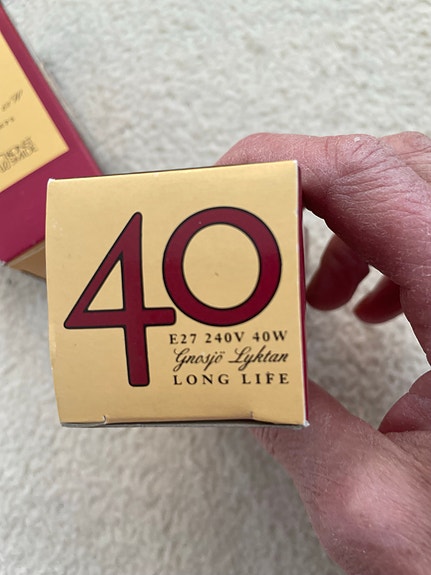 40
E27 240V 40W
Gnosjö Lyktan
LONG LIFE